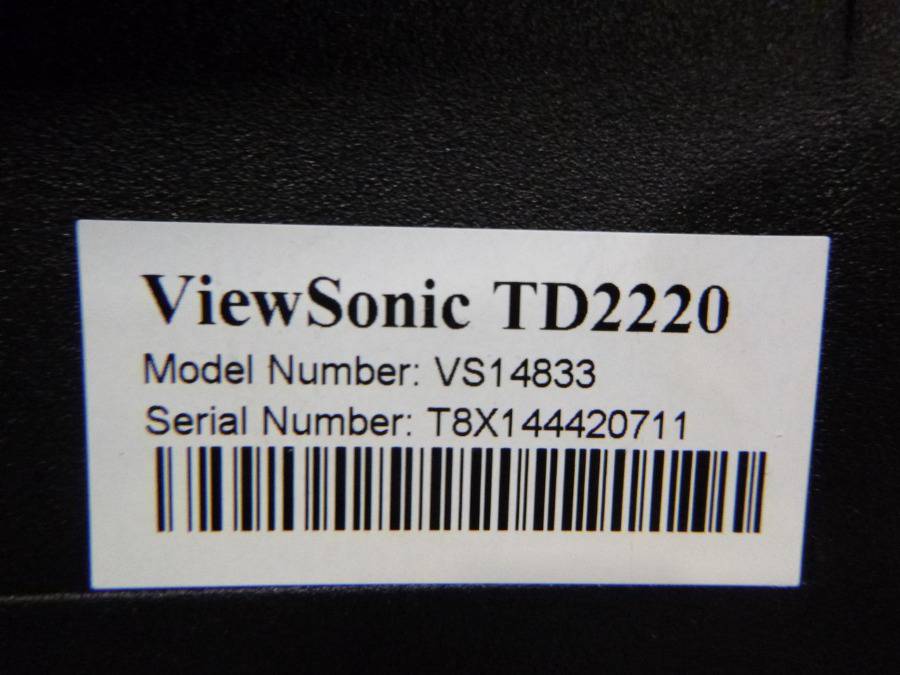 ViewSonic TD2220
Model Number: VS14833
Serial Number: T8X144420711